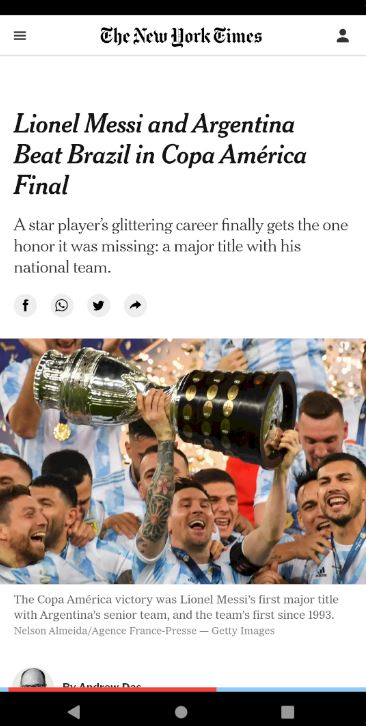 The New York Times
Lionel Messi and Argentina
Beat Brazil in Copa América
Final
A star player's glittering career finally gets the one
honor it was missing: a major title with his
national team.
The Copa América victory was Lionel Messi's first major title
with Argentina's senior team, and the team's first since 1993.
Nelson Almeida/Agence France-Presse — Getty Images
By Andrew Das